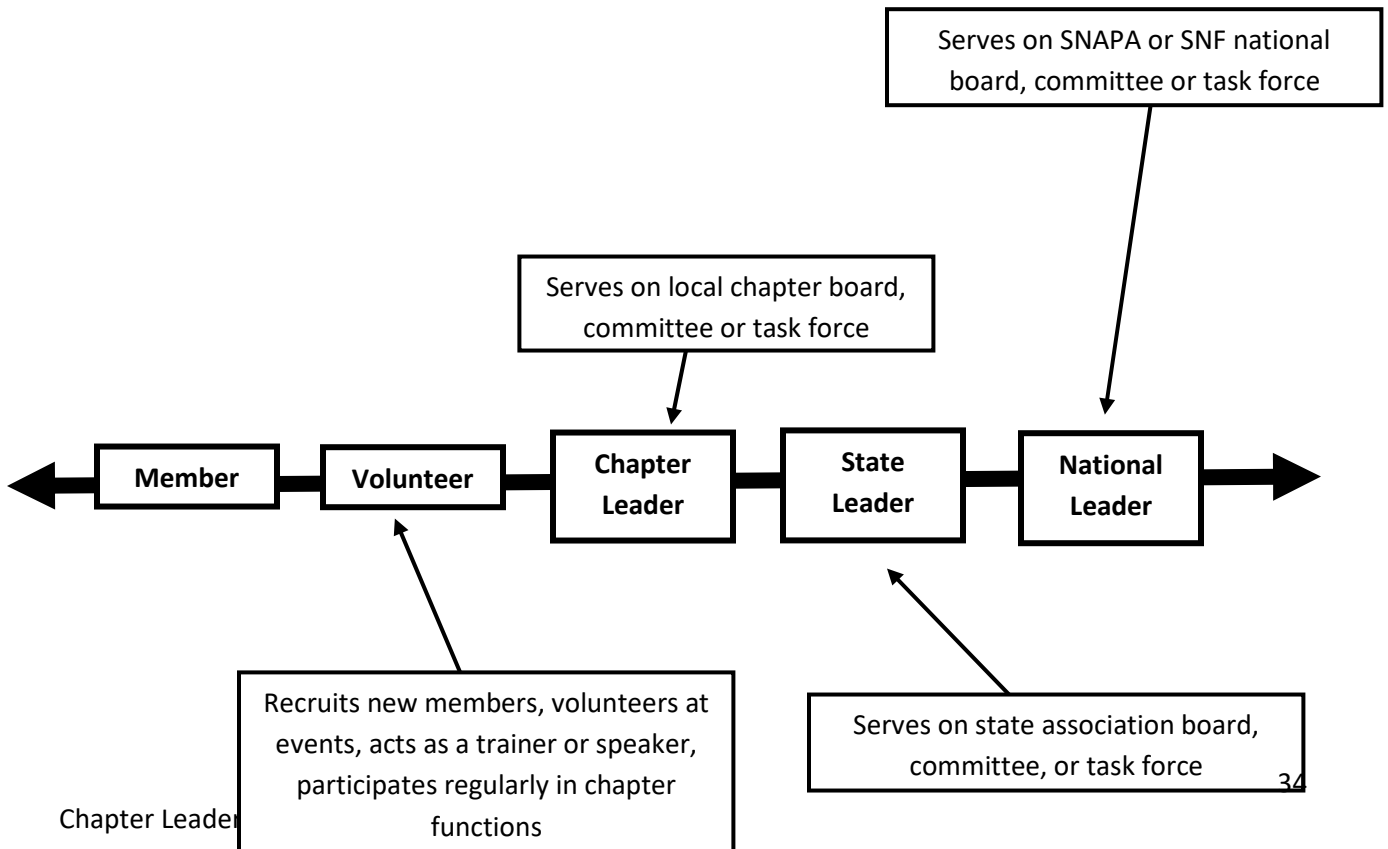 Serves on SNAPA or SNF national
board, committee or task force
Serves on local chapter board,
committee or task force
Member
Volunteer
Chapter
Leader
State
Leader
National
Leader
Recruits new members, volunteers at
events, acts as a trainer or speaker,
participates regularly in chapter
functions
Serves on state association board,
committee, or task force
34
Chapter Leader